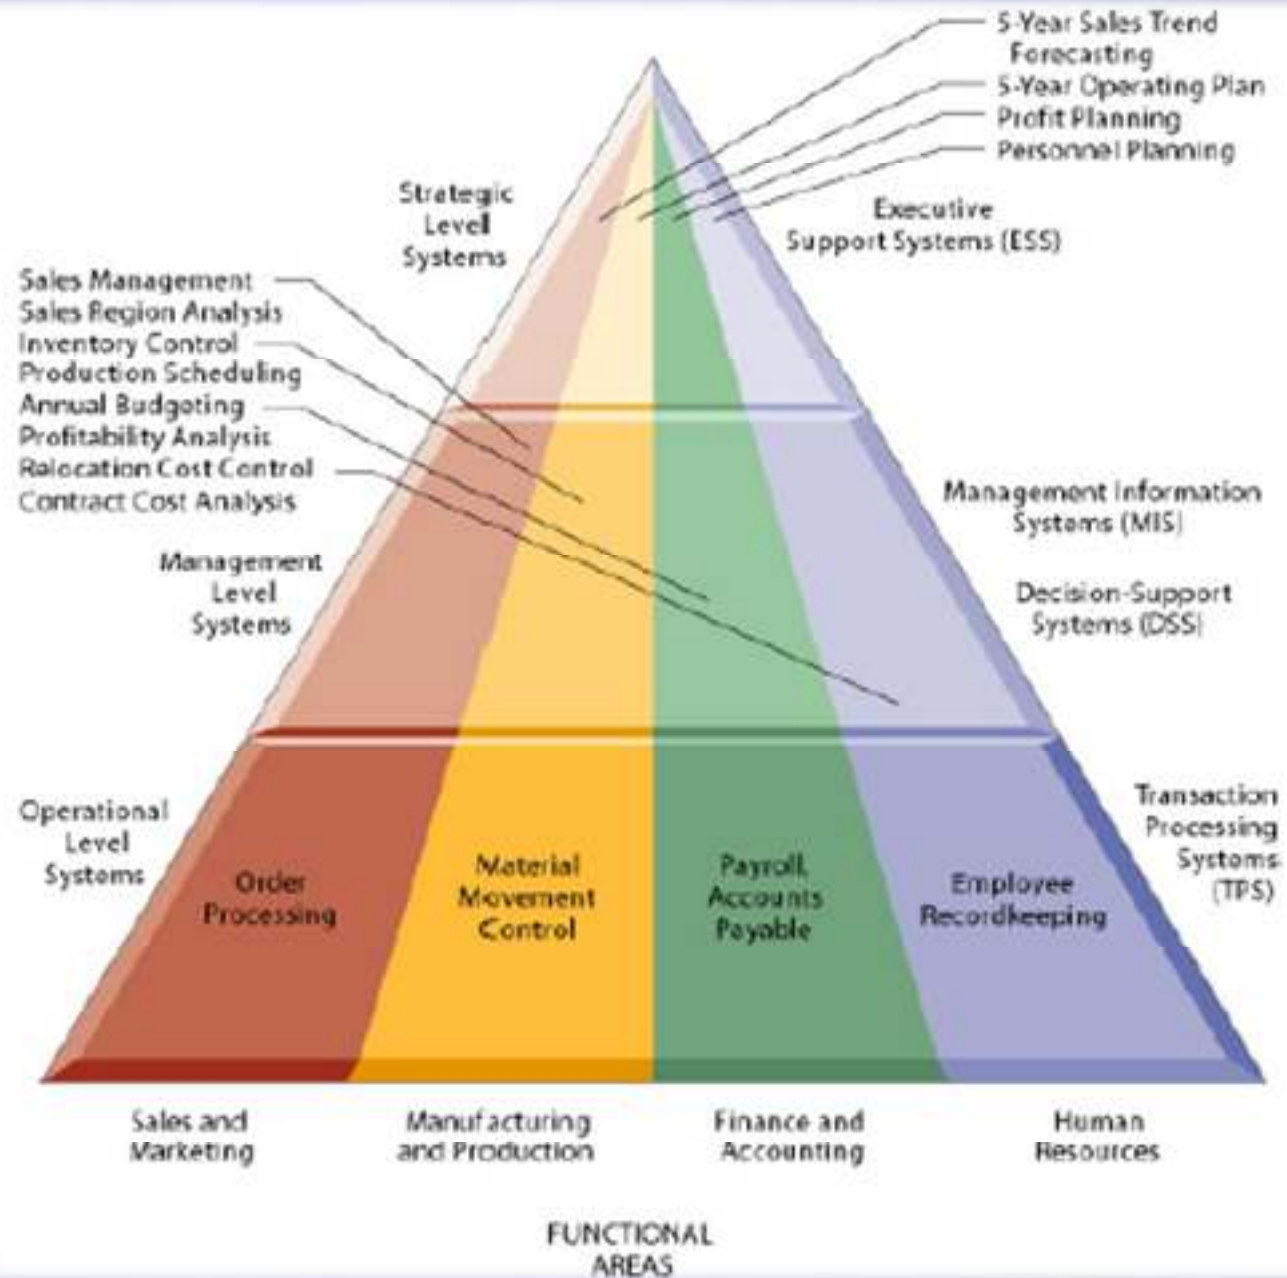 5-Year Sales Trend
Forecasting
5-Year Operating Plan
Profit Planning
Personnel Planning
Strategic
Level
Systems
Executive
Support Systems (ESS)
Sales Management
Sales Region Analysis
Inventory Control
Production Scheduling
Annual Budgeting
Profitability Analysis
Relocation Cost Control
Contract Cost Analysis
Management Information
Systems (MIS)
Management
Level
Systems
Decision-Support
Systems (DSS)
Operational
Level
Systems
Transaction
Processing
Systems
(TPS)
Order
Processing
Material
Movement
Control
Payroll,
Accounts
Payable
Employee
Recordkeeping
Sales and
Marketing
Manufacturing
and Production
Finance and
Accounting
Human
Resources
FUNCTIONAL
AREAS